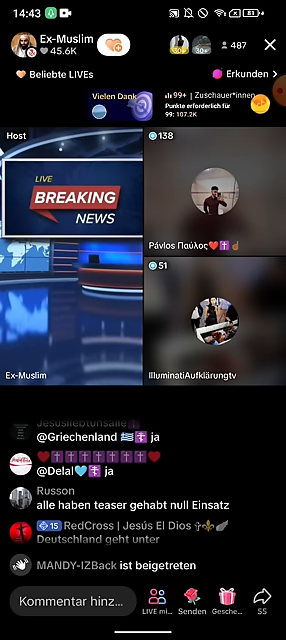 14:43
81
Ex-Muslim
45.6K
30+
487
Beliebte LIVEs
Erkunden
Vielen Dank
99+ | Zuschauer*innen
Punkte erforderlich für
99: 107.2K
Host
138
LIVE
BREAKING
NEWS
Pávlos Παύλος
51
Ex-Muslim
IlluminatiAufklärungtv
Jesúsliebtunsalle
@Griechenland 🇬🇷☦️ ja
❤️✝️✝️✝️✝️✝️✝️✝️❤️
@Delal🩵☦️ ja
Russon
alle haben teaser gehabt null Einsatz
15 RedCross | Jesús El Dios
Deutschland geht unter
MANDY-IZBack ist beigetreten
Kommentar hinz...
LIVE mi...
Senden
Gesche...
55